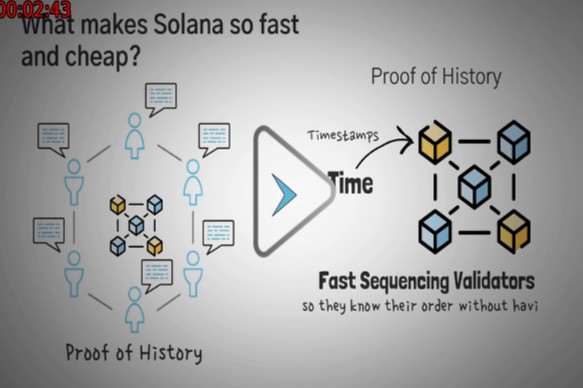 00:02:43
What makes Solana so fast
and cheap?
Proof of History
Timestamps
Time
Fast Sequencing Validators
so they know their order without havi
Proof of History